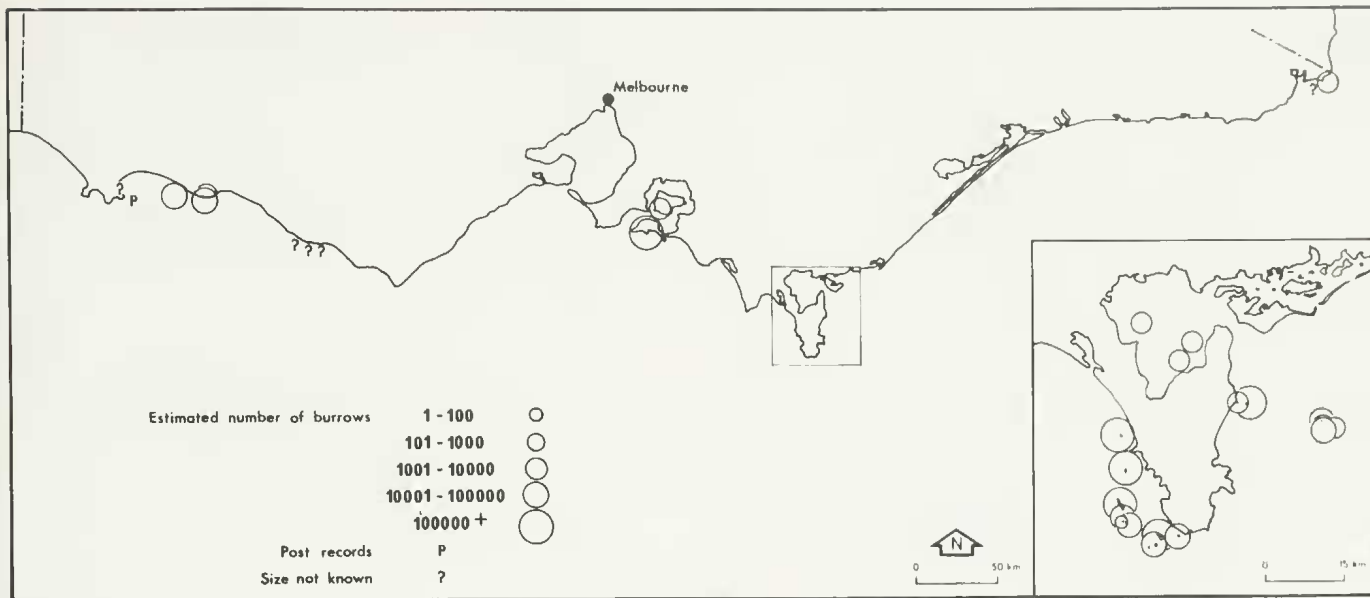 Melbourne
?
?
P
? ? ?
Estimated number of burrows 1 - 100
101 - 1000
1001 - 10000
10001 - 100000
100000 +
Post records P
Size not known ?
N
0 50 km
0 15 km